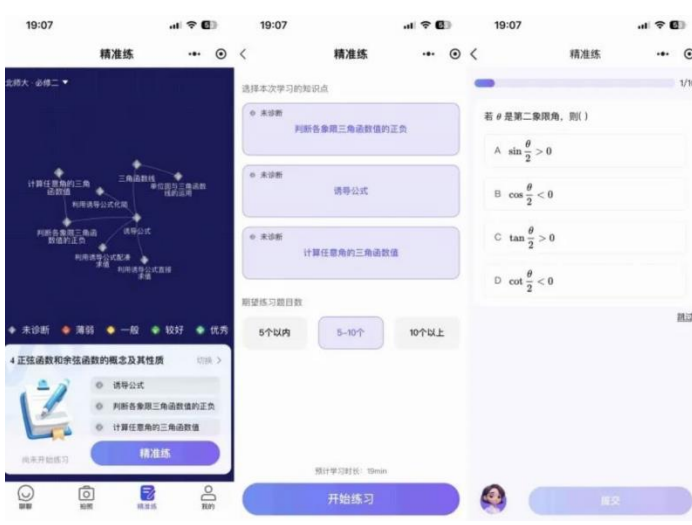 19:07
精准练
北师大 · 必修二 ▼
三角函数线
计算任意角的三角
函数值
单位圆与三角函数
线的运用
利用诱导公式化简
判断各象限三角函
数值的正负
诱导公式
利用诱导公式配凑
求值
利用诱导公式直接
求值
未诊断
薄弱
一般
较好
优秀
4 正弦函数和余弦函数的概念及其性质
切换 >
诱导公式
判断各象限三角函数值的正负
计算任意角的三角函数值
尚未开始练习
精准练
聊聊
拍照
精准练
我的
19:07
精准练
选择本次学习的知识点
未诊断
判断各象限三角函数值的正负
未诊断
诱导公式
未诊断
计算任意角的三角函数值
期望练习题目数
5个以内
5-10个
10个以上
预计学习时长：19min
开始练习
19:07
精准练
1/10
若 θ 是第二象限角，则( )
A sin θ/2 > 0
B cos θ/2 < 0
C tan θ/2 > 0
D cot θ/2 < 0
跳过
提交